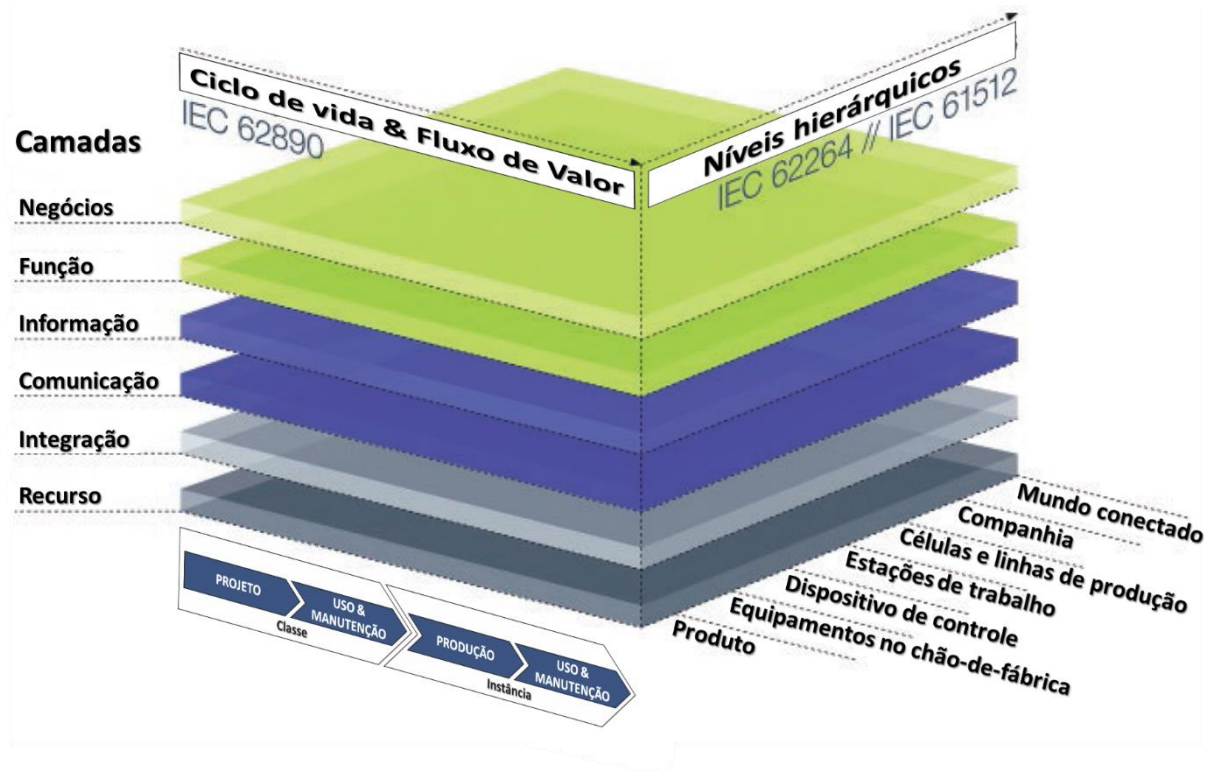 Ciclo de vida & Fluxo de Valor
IEC 62890
Níveis hierárquicos
IEC 62264 // IEC 61512
Camadas
Negócios
Função
Informação
Comunicação
Integração
Recurso
PROJETO
USO &
MANUTENÇÃO
Classe
PRODUÇÃO
USO &
MANUTENÇÃO
Instância
Mundo conectado
Companhia
Células e linhas de produção
Estações de trabalho
Dispositivo de controle
Equipamentos no chão-de-fábrica
Produto